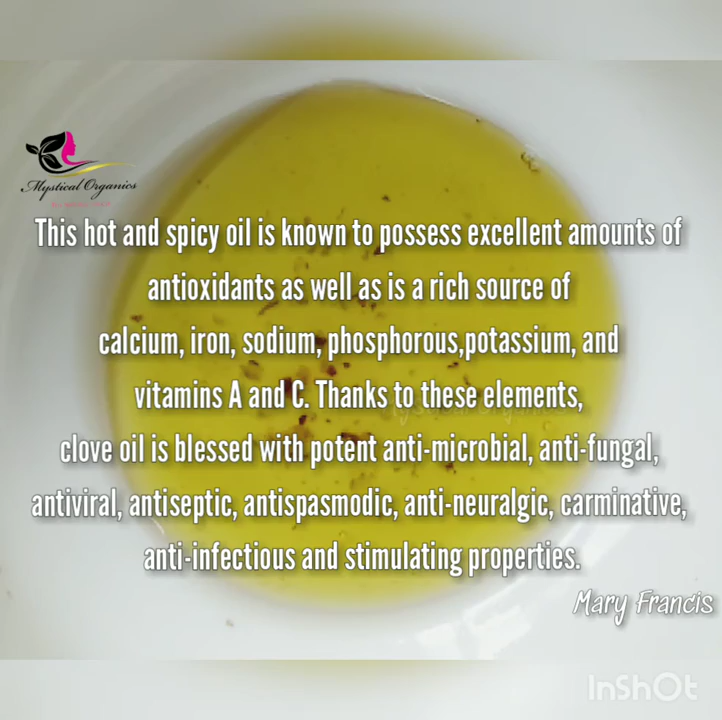 Mystical Organics
This hot and spicy oil is known to possess excellent amounts of
antioxidants as well as is a rich source of
calcium, iron, sodium, phosphorous,potassium, and
vitamins A and C. Thanks to these elements,
clove oil is blessed with potent anti-microbial, anti-fungal,
antiviral, antiseptic, antispasmodic, anti-neuralgic, carminative,
anti-infectious and stimulating properties.
Mary Francis
InShOt